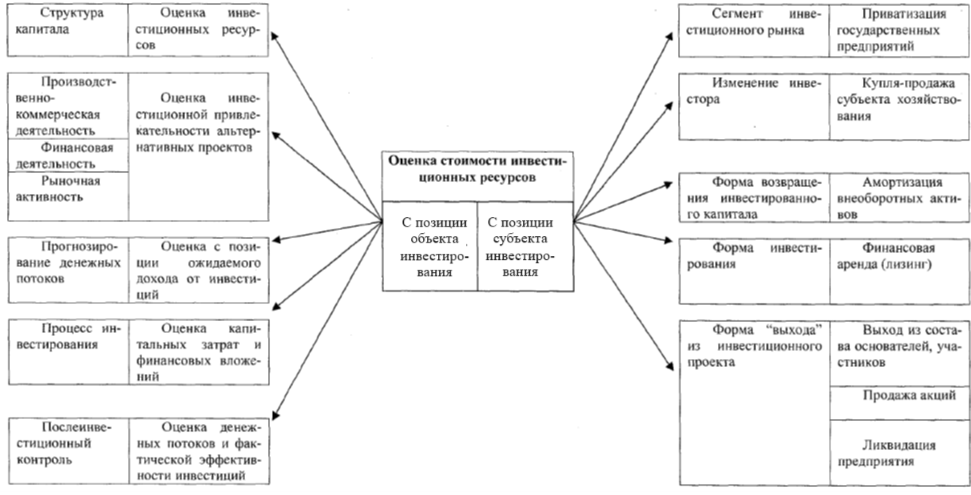 Структура
капитала
Оценка инве-
стиционных ресур-
сов
Производст-
венно-
коммерческая
деятельность
Финансовая
деятельность
Рыночная
активность
Оценка инве-
стиционной привле-
кательности альтер-
нативных проектов
Прогнозиро-
вание денежных
потоков
Оценка с пози-
ции ожидаемого
дохода от инвести-
ций
Процесс ин-
вестирования
Оценка капи-
тальных затрат и
финансовых вложе-
ний
Послеинве-
стиционный
контроль
Оценка денеж-
ных потоков и фак-
тической эффектив-
ности инвестиций
Оценка стоимости инвести-
ционных ресурсов
С позиции
объекта
инвестиро-
вания
С позиции
субъекта
инвестиро-
вания
Сегмент инве-
стиционного рынка
Приватизация
государственных
предприятий
Изменение инве-
стора
Купля-продажа
субъекта хозяйство-
вания
Форма возвраще-
ния инвестированно-
го капитала
Амортизация
внеоборотных акти-
вов
Форма инвести-
рования
Финансовая
аренда (лизинг)
Форма “выхода”
из инвестиционного
проекта
Выход из соста-
ва основателей, уча-
стников
Продажа акций
Ликвидация
предприятия